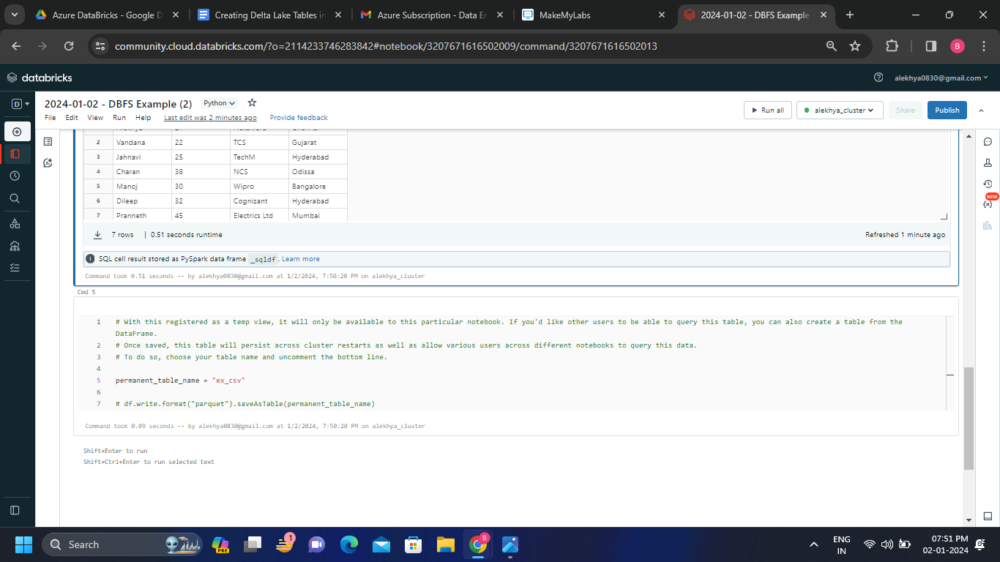 Azure DataBricks - Google D
Creating Delta Lake Tables in
Azure Subscription - Data En
MakeMyLabs
2024-01-02 - DBFS Example
community.cloud.databricks.com/?o=2114233746283842#notebook/3207671616502009/command/3207671616502013
B
databricks
alekhya0830@gmail.com
D
2024-01-02 - DBFS Example (2)
Python
File Edit View Run Help Last edit was 2 minutes ago Provide feedback
Run all
alekhya_cluster
Share
Publish
2 Vandana 22 TCS Gujarat
3 Jahnavi 25 TechM Hyderabad
4 Charan 38 NCS Odissa
5 Manoj 30 Wipro Bangalore
6 Dileep 32 Cognizant Hyderabad
7 Pranneth 45 Electrics Ltd Mumbai
NEW
7 rows | 0.51 seconds runtime
Refreshed 1 minute ago
SQL cell result stored as PySpark data frame _sqldf. Learn more
Command took 0.51 seconds -- by alekhya0830@gmail.com at 1/2/2024, 7:50:20 PM on alekhya_cluster
Cmd 5
1 # With this registered as a temp view, it will only be available to this particular notebook. If you'd like other users to be able to query this table, you can also create a table from the
DataFrame.
2 # Once saved, this table will persist across cluster restarts as well as allow various users across different notebooks to query this data.
3 # To do so, choose your table name and uncomment the bottom line.
4
5 permanent_table_name = "ex_csv"
6
7 # df.write.format("parquet").saveAsTable(permanent_table_name)
Command took 0.09 seconds -- by alekhya0830@gmail.com at 1/2/2024, 7:50:20 PM on alekhya_cluster
Shift+Enter to run
Shift+Ctrl+Enter to run selected text
Search
PRE
1
B
ENG
IN
07:51 PM
02-01-2024